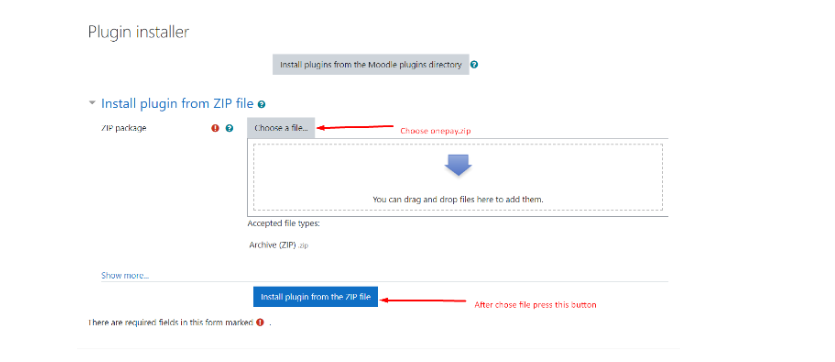 Plugin installer
Install plugins from the Moodle plugins directory
Install plugin from ZIP file
ZIP package
Choose a file...
Choose onepay.zip
You can drag and drop files here to add them.
Accepted file types:
Archive (ZIP) .zip
Show more...
Install plugin from the ZIP file
After chose file press this button
There are required fields in this form marked .